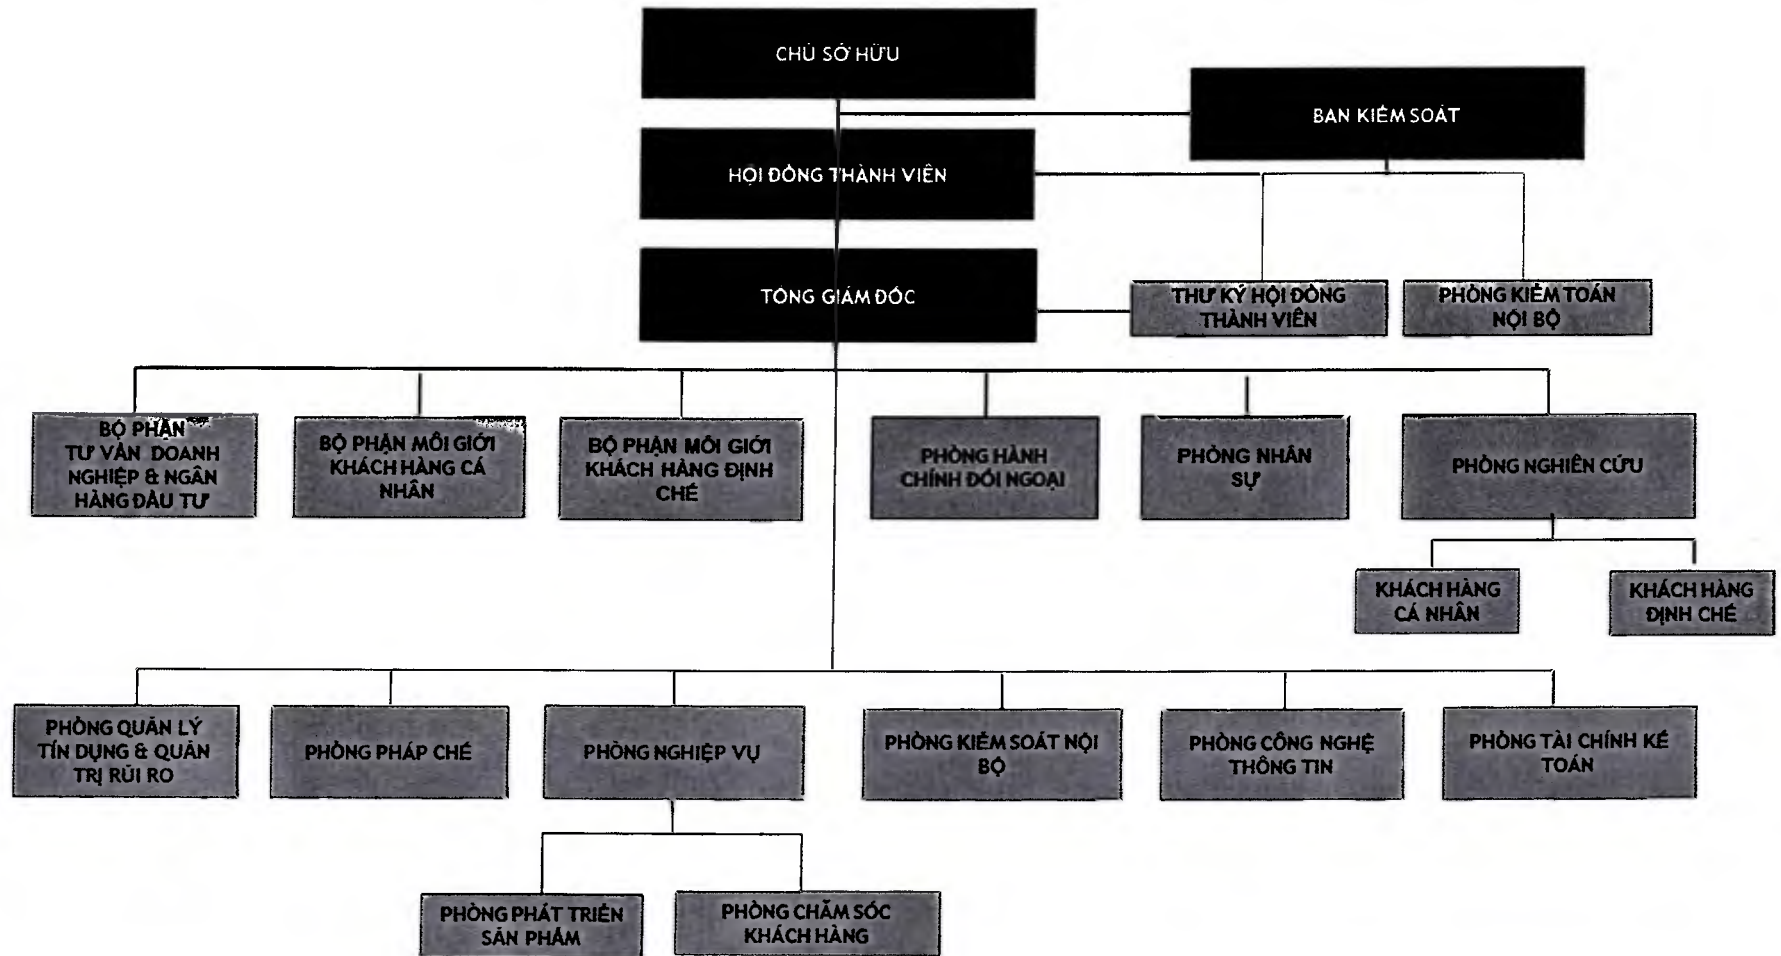 CHỦ SỞ HỮU
BAN KIỂM SOÁT
HỘI ĐỒNG THÀNH VIÊN
TỔNG GIÁM ĐỐC
THƯ KÝ HỘI ĐỒNG
THÀNH VIÊN
PHÒNG KIỂM TOÁN
NỘI BỘ
BỘ PHẬN
TƯ VẤN DOANH
NGHIỆP & NGÂN
HÀNG ĐẦU TƯ
BỘ PHẬN MÔI GIỚI
KHÁCH HÀNG CÁ
NHÂN
BỘ PHẬN MÔI GIỚI
KHÁCH HÀNG ĐỊNH
CHẾ
PHÒNG HÀNH
CHÍNH ĐỐI NGOẠI
PHÒNG NHÂN
SỰ
PHÒNG NGHIÊN CỨU
KHÁCH HÀNG
CÁ NHÂN
KHÁCH HÀNG
ĐỊNH CHẾ
PHÒNG QUẢN LÝ
TÍN DỤNG & QUẢN
TRỊ RỦI RO
PHÒNG PHÁP CHẾ
PHÒNG NGHIỆP VỤ
PHÒNG KIỂM SOÁT NỘI
BỘ
PHÒNG CÔNG NGHỆ
THÔNG TIN
PHÒNG TÀI CHÍNH KẾ
TOÁN
PHÒNG PHÁT TRIỂN
SẢN PHẨM
PHÒNG CHĂM SÓC
KHÁCH HÀNG